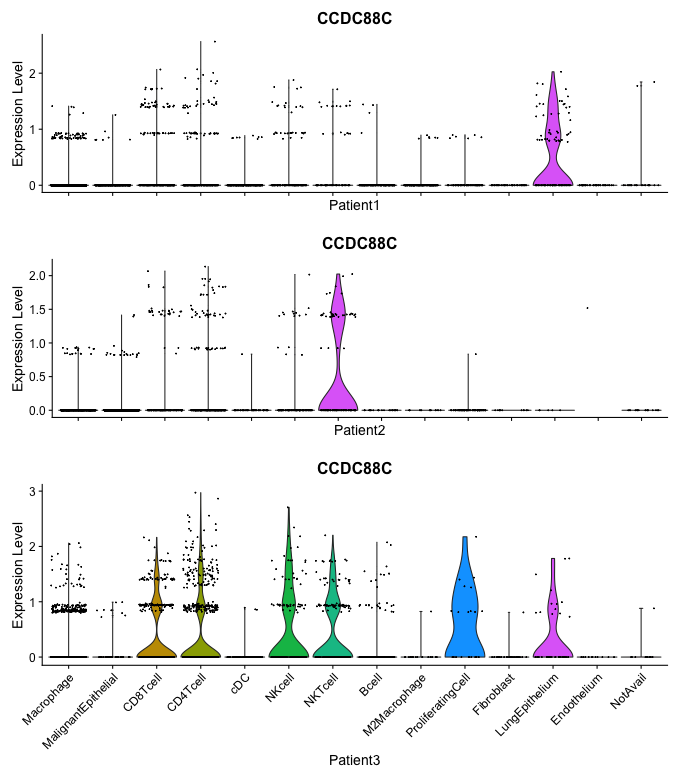 CCDC88C
Expression Level
2
1
0
Patient1
CCDC88C
Expression Level
2.0
1.5
1.0
0.5
0.0
Patient2
CCDC88C
Expression Level
3
2
1
0
Macrophage
MalignantEpithelial
CD8Tcell
CD4Tcell
cDC
NKcell
NKTcell
Bcell
M2Macrophage
ProliferatingCell
Fibroblast
LungEpithelium
Endothelium
NotAvail
Patient3